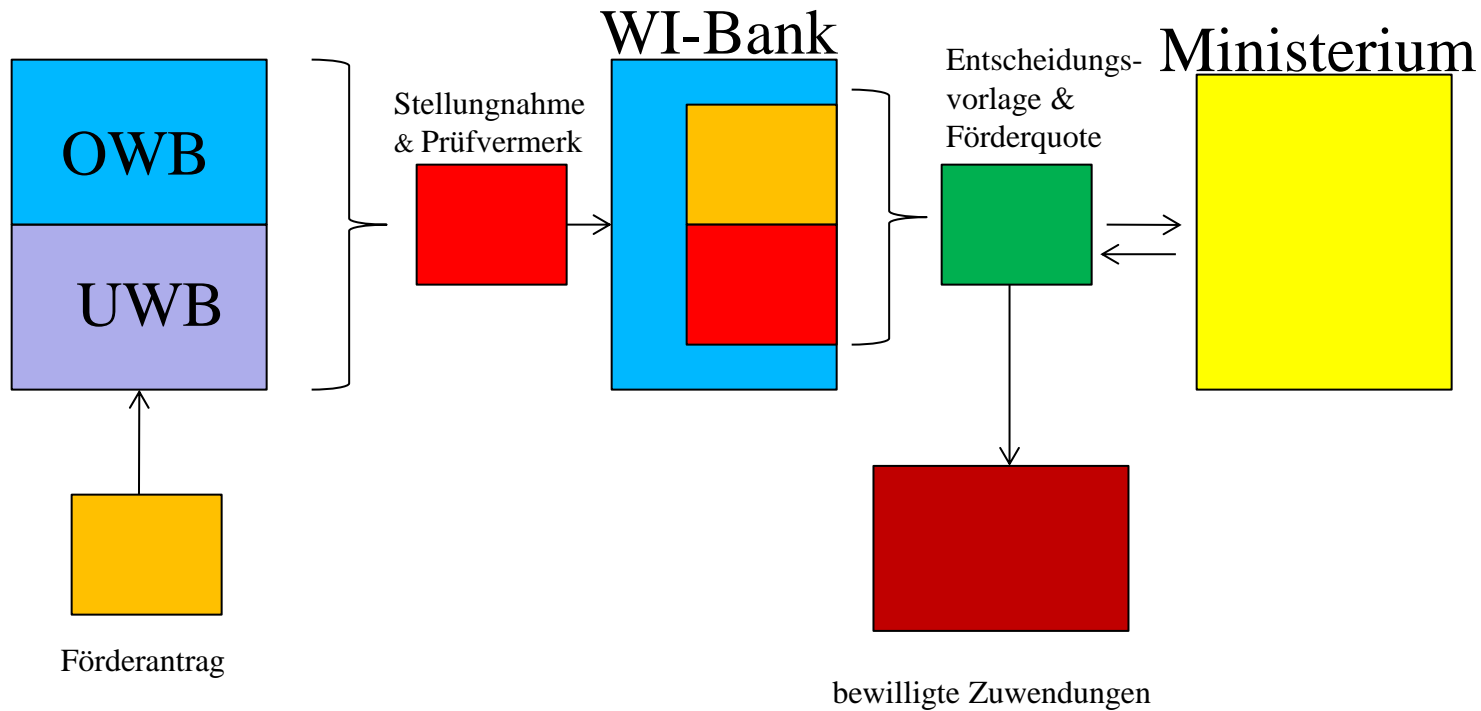 WI-Bank
Ministerium
OWB
UWB
Stellungnahme
& Prüfvermerk
Entscheidungs-
vorlage &
Förderquote
Förderantrag
bewilligte Zuwendungen